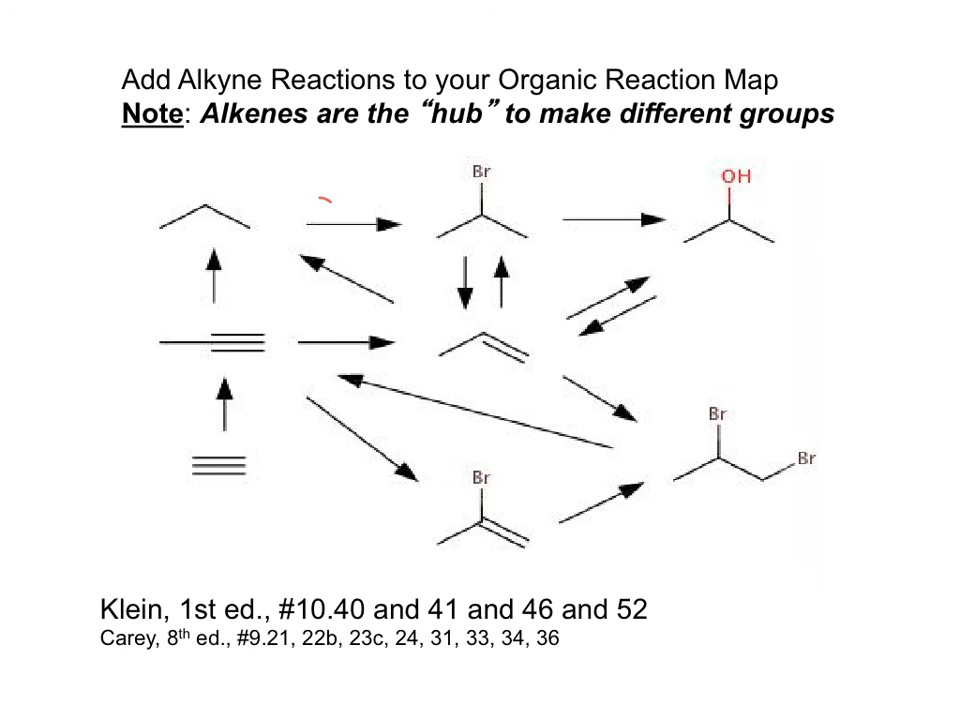 Add Alkyne Reactions to your Organic Reaction Map
Note: Alkenes are the “hub” to make different groups
Br
OH
Br
Br
Br
Klein, 1st ed., #10.40 and 41 and 46 and 52
Carey, 8th ed., #9.21, 22b, 23c, 24, 31, 33, 34, 36